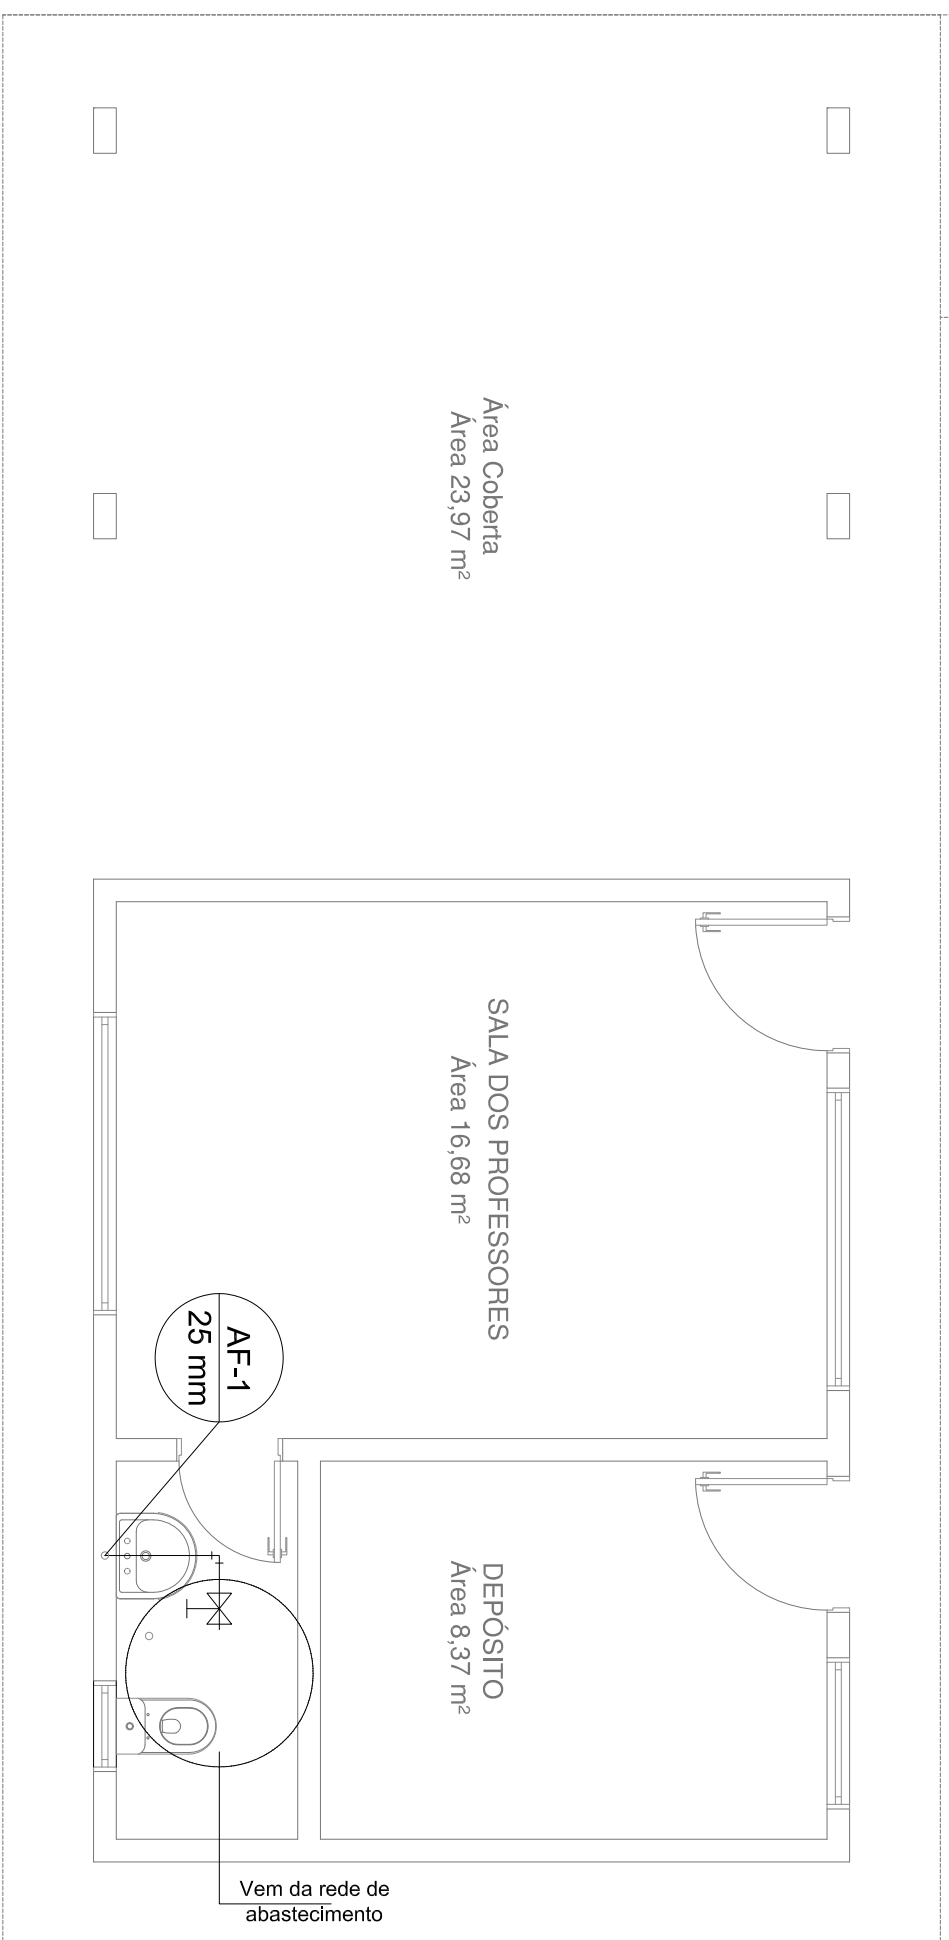 Área Coberta
Área 23,97 m²
SALA DOS PROFESSORES
Área 16,68 m²
AF-1
25 mm
DEPÓSITO
Área 8,37 m²
Vem da rede de
abastecimento